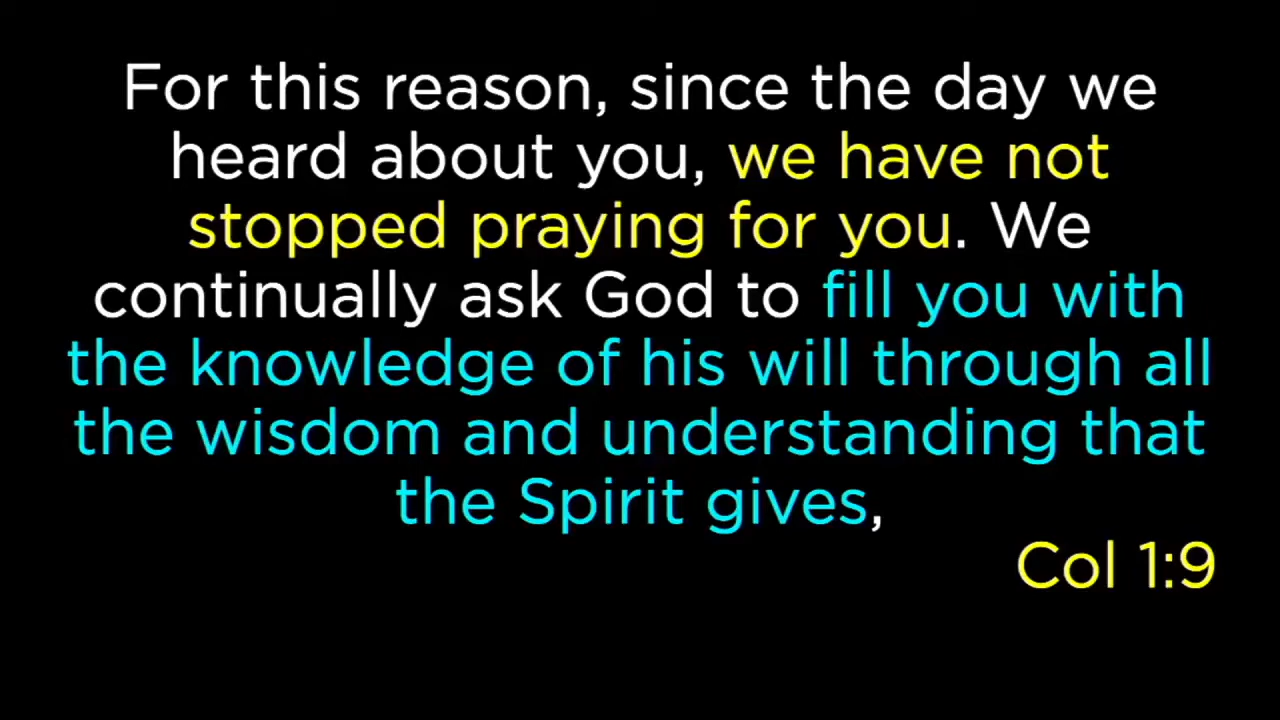 For this reason, since the day we
heard about you, we have not
stopped praying for you. We
continually ask God to fill you with
the knowledge of his will through all
the wisdom and understanding that
the Spirit gives,
Col 1:9